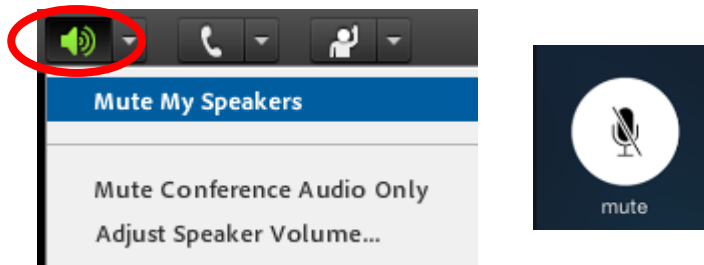 Mute My Speakers
Mute Conference Audio Only
Adjust Speaker Volume...
mute